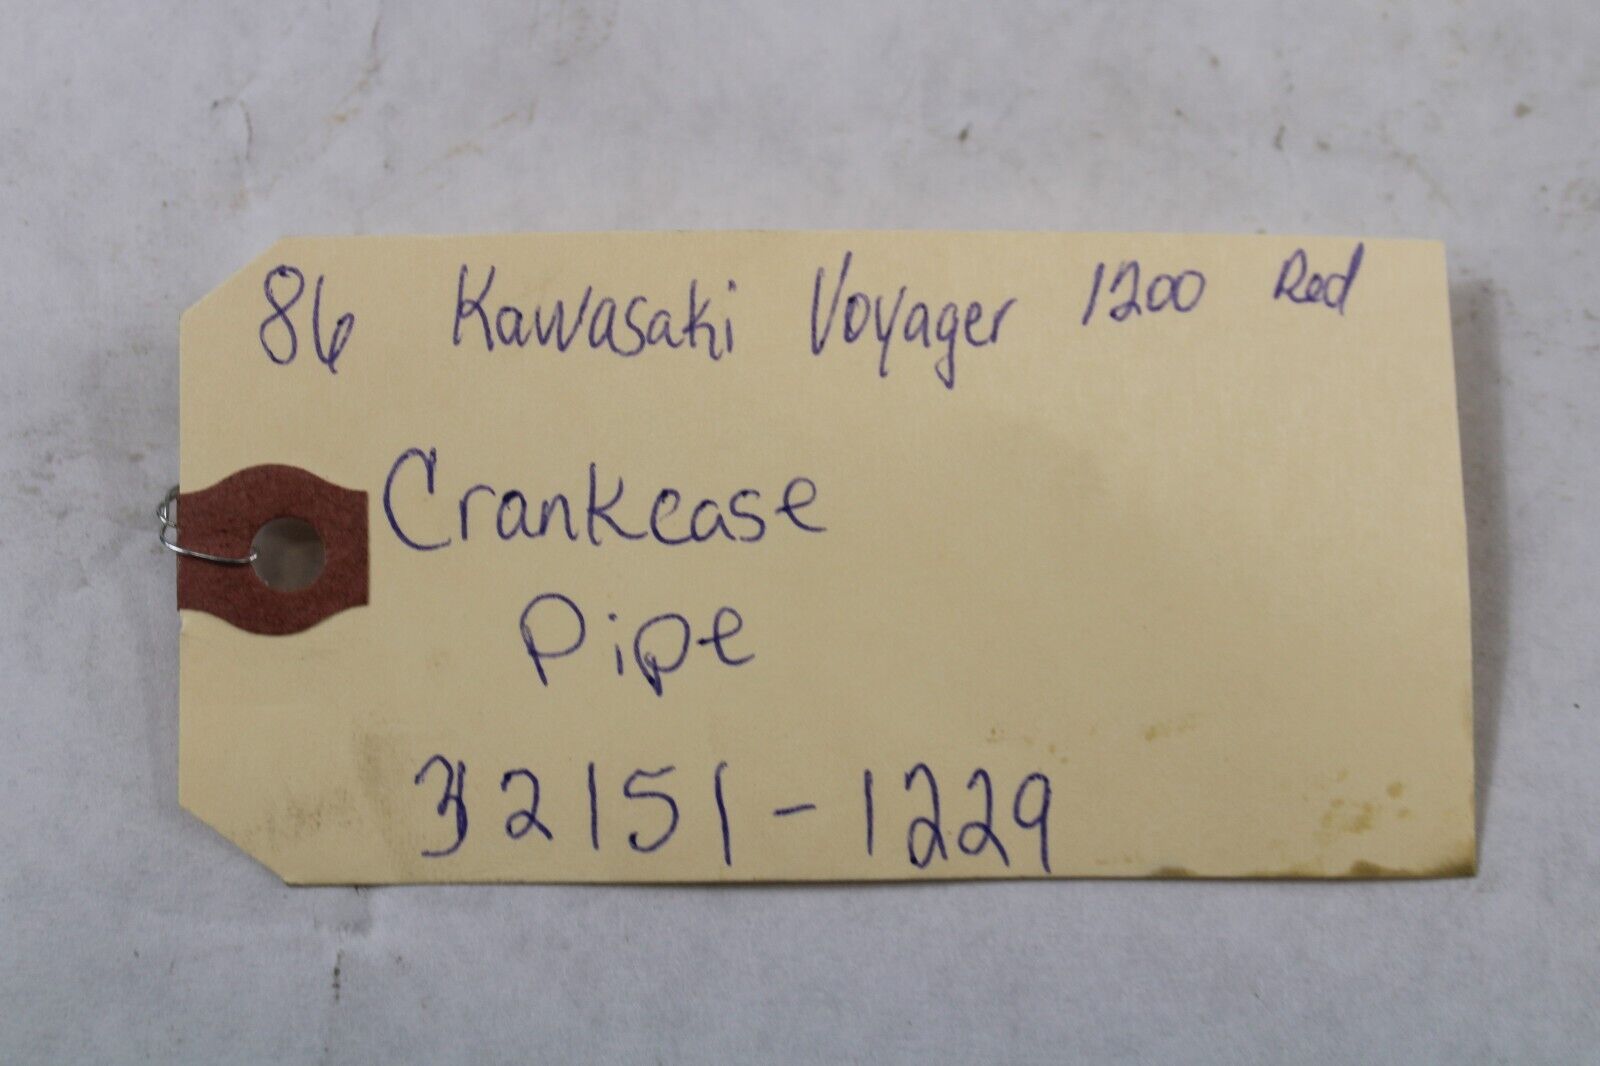 86 Kawasaki Voyager 1200 Red
Crankcase
Pipe
32151-1229